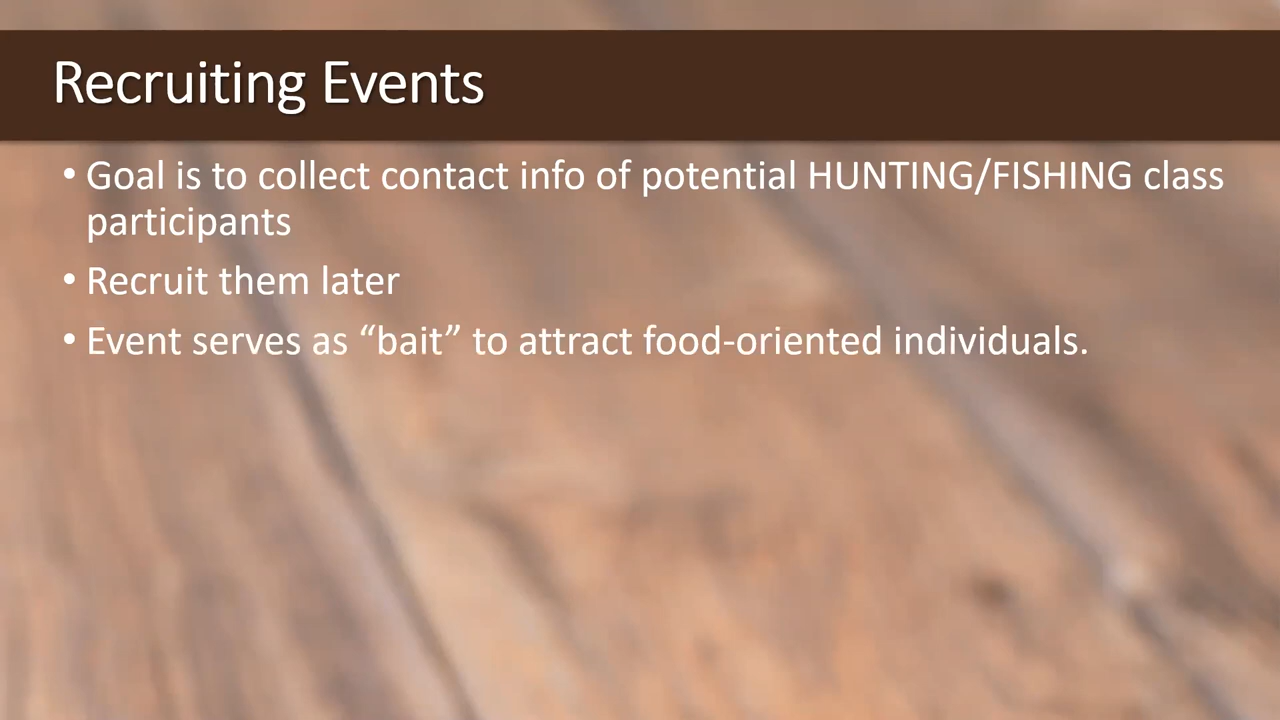 Recruiting Events
• Goal is to collect contact info of potential HUNTING/FISHING class
participants
• Recruit them later
• Event serves as “bait” to attract food-oriented individuals.